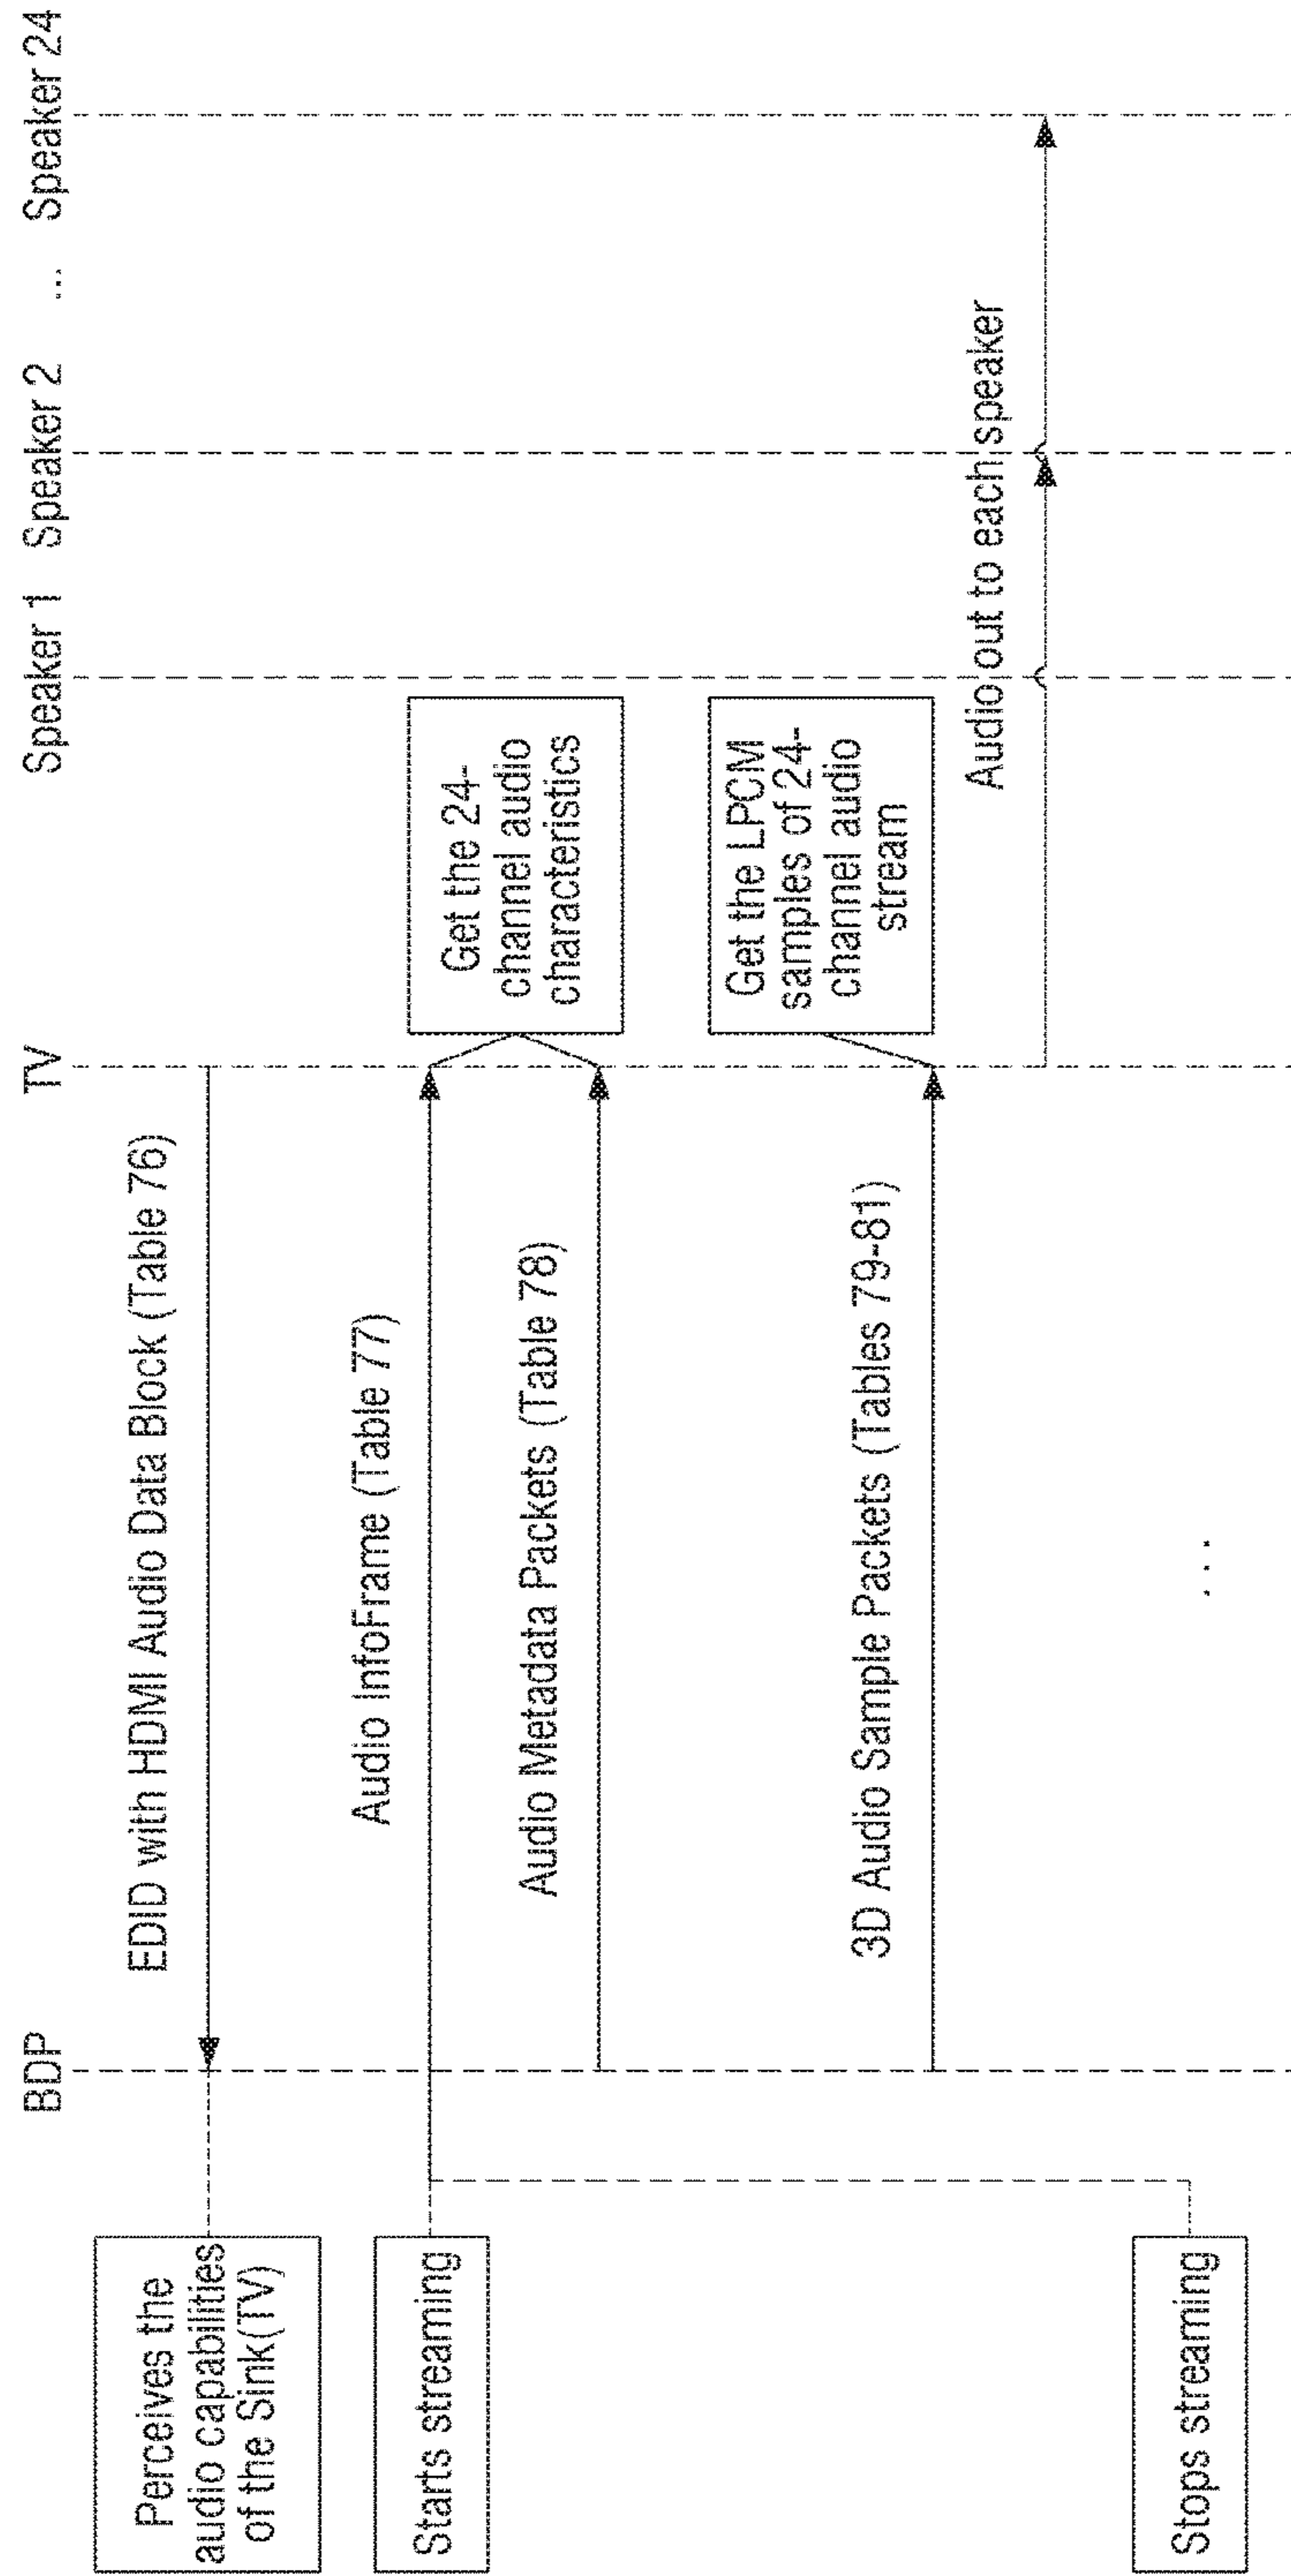 BDP
TV
Speaker 1
Speaker 2
...
Speaker 24
Perceives the
audio capabilities
of the Sink(TV)
EDID with HDMI Audio Data Block (Table 76)
Starts streaming
Audio InfoFrame (Table 77)
Get the 24-
channel audio
characteristics
Audio Metadata Packets (Table 78)
Get the LPCM
samples of 24-
channel audio
stream
3D Audio Sample Packets (Tables 79-81)
Audio out to each speaker
Stops streaming
...